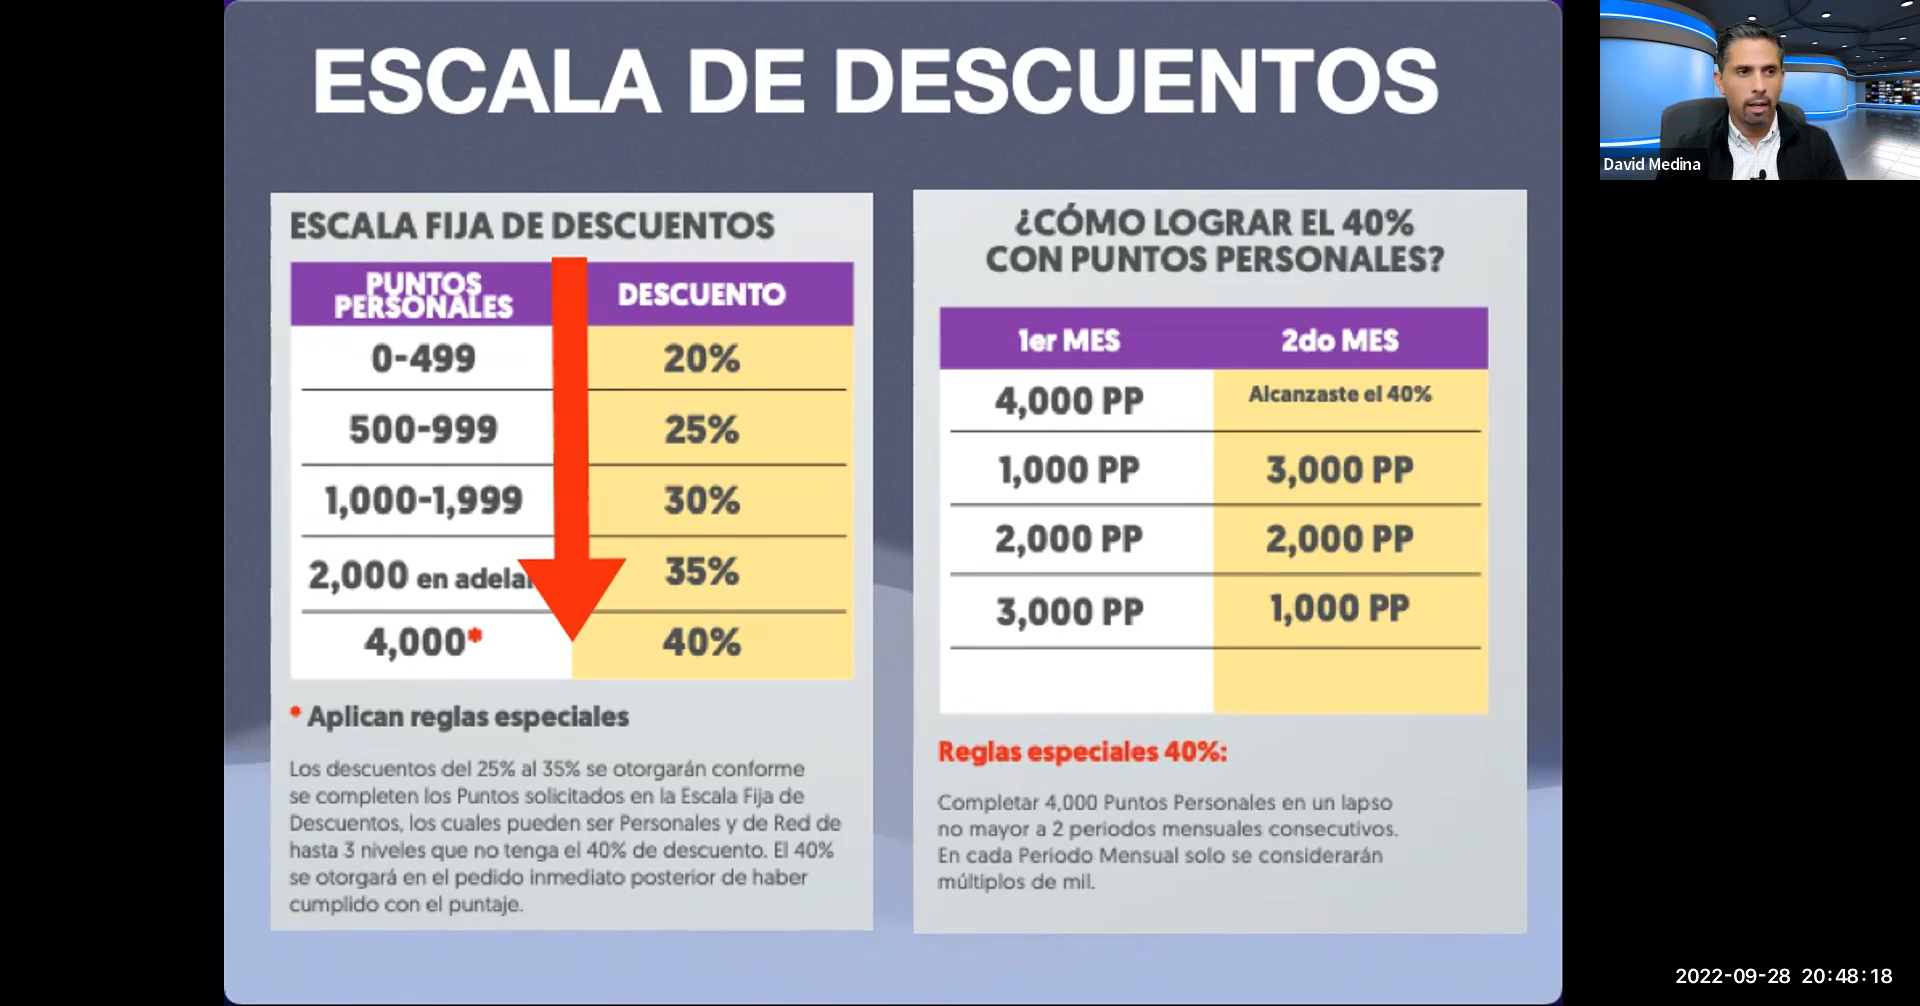 ESCALA DE DESCUENTOS
ESCALA FIJA DE DESCUENTOS
PUNTOS PERSONALES DESCUENTO
0-499 20%
500-999 25%
1,000-1,999 30%
2,000 en 35%
4,000* 40%
* Aplican reglas especiales
Los descuentos del 25% al 35% se otorgarán conforme
se completen los Puntos solicitados en la Escala Fija de
Descuentos, los cuales pueden ser Personales y de Red de
hasta 3 niveles que no tenga el 40% de descuento. El 40%
se otorgará en el pedido inmediato posterior de haber
cumplido con el puntaje.
¿CÓMO LOGRAR EL 40%
CON PUNTOS PERSONALES?
1er MES 2do MES
4,000 PP Alcanzaste el 40%
1,000 PP 3,000 PP
2,000 PP 2,000 PP
3,000 PP 1,000 PP
Reglas especiales 40%:
Completar 4,000 Puntos Personales en un lapso
no mayor a 2 periodos mensuales consecutivos.
En cada Periodo Mensual solo se considerarán
múltiplos de mil.
David Medina
2022-09-28 20:48:18